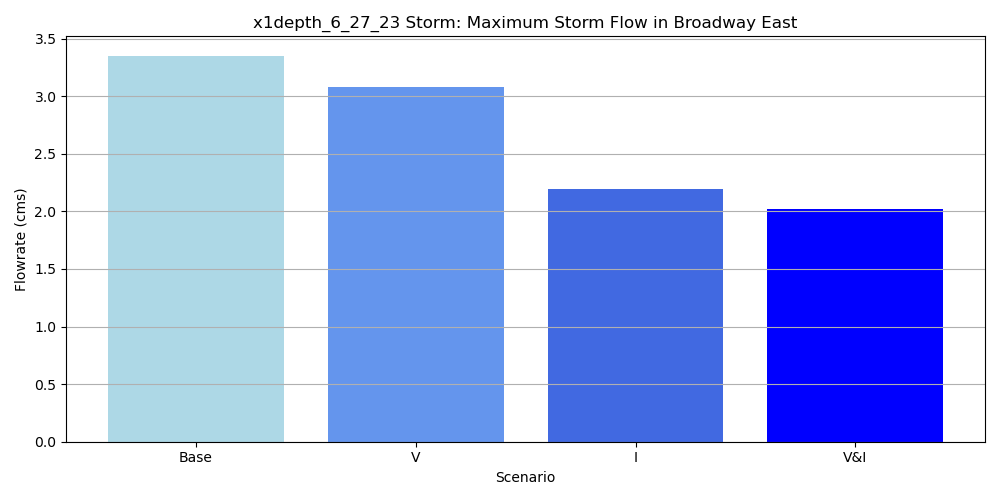 x1depth_6_27_23 Storm: Maximum Storm Flow in Broadway East
Flowrate (cms)
3.5
3.0
2.5
2.0
1.5
1.0
0.5
0.0
Base V I V&I
Scenario